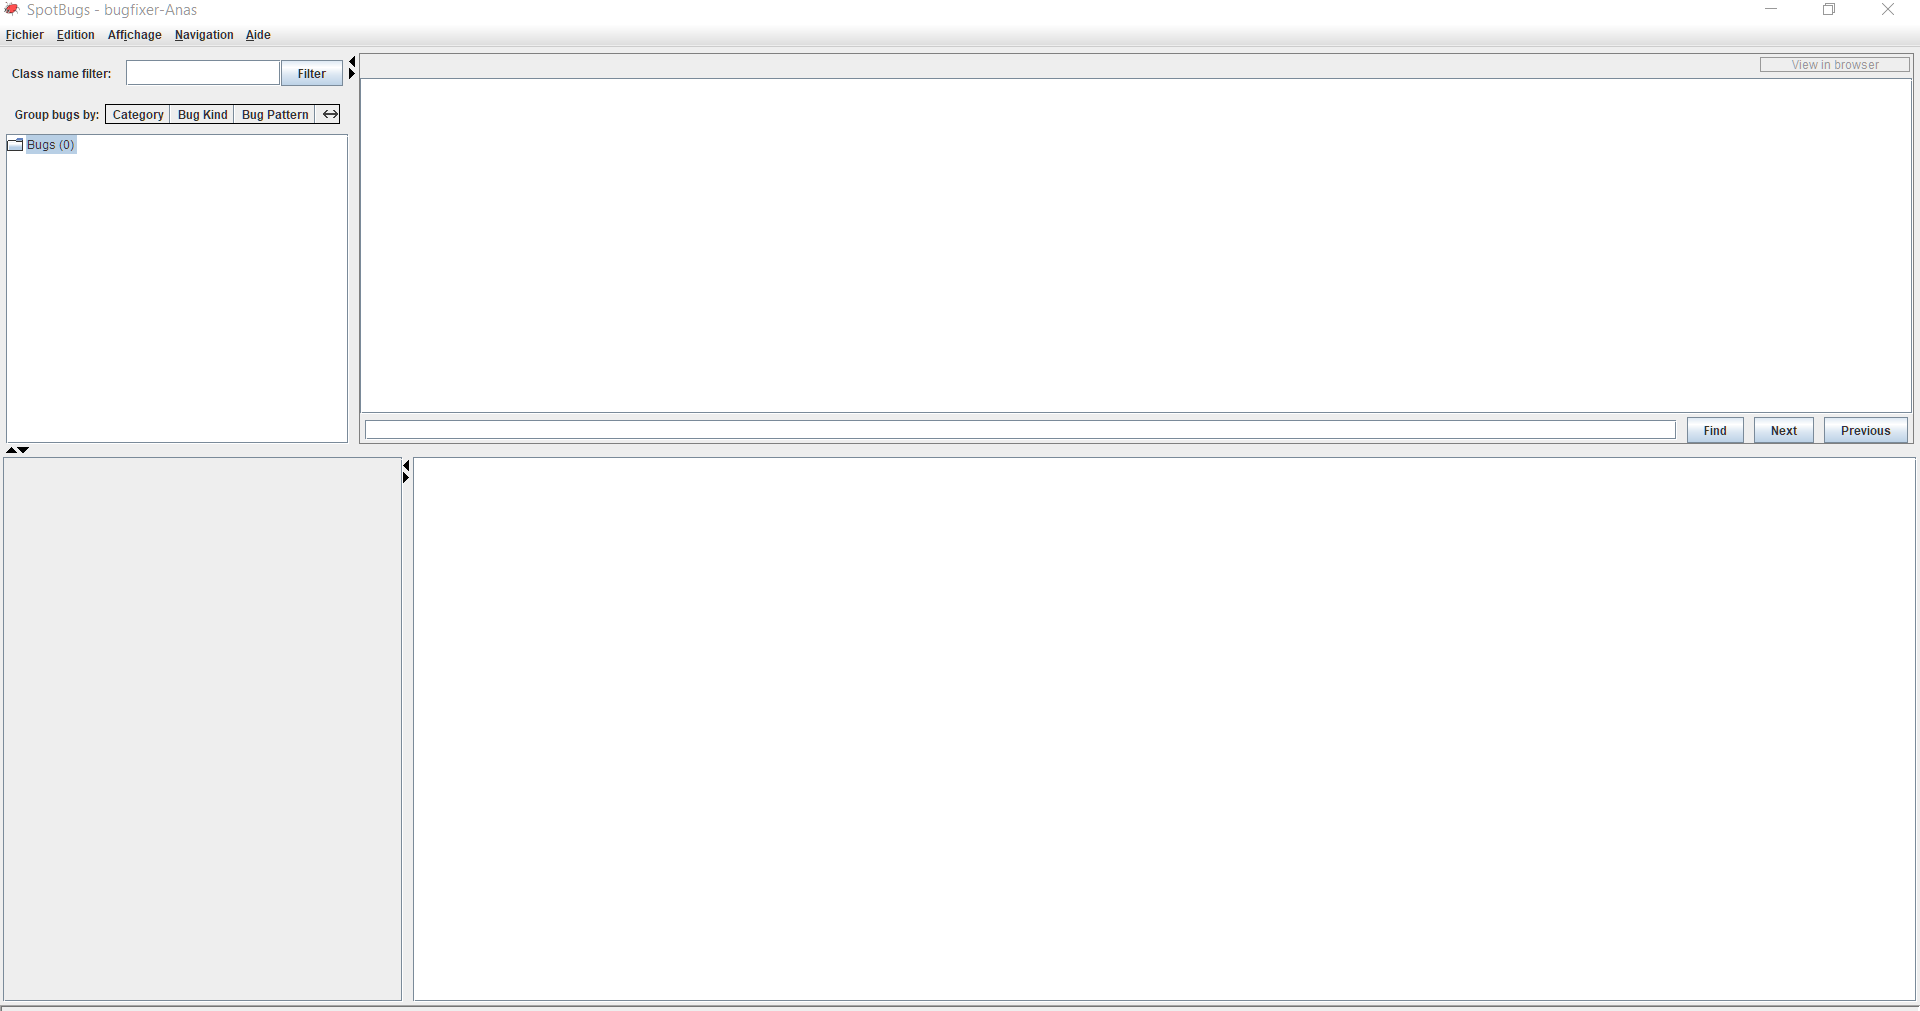 SpotBugs - bugfixer-Anas
Fichier Edition Affichage Navigation Aide
Class name filter: Filter
View in browser
Group bugs by: Category Bug Kind Bug Pattern
Bugs (0)
Find Next Previous